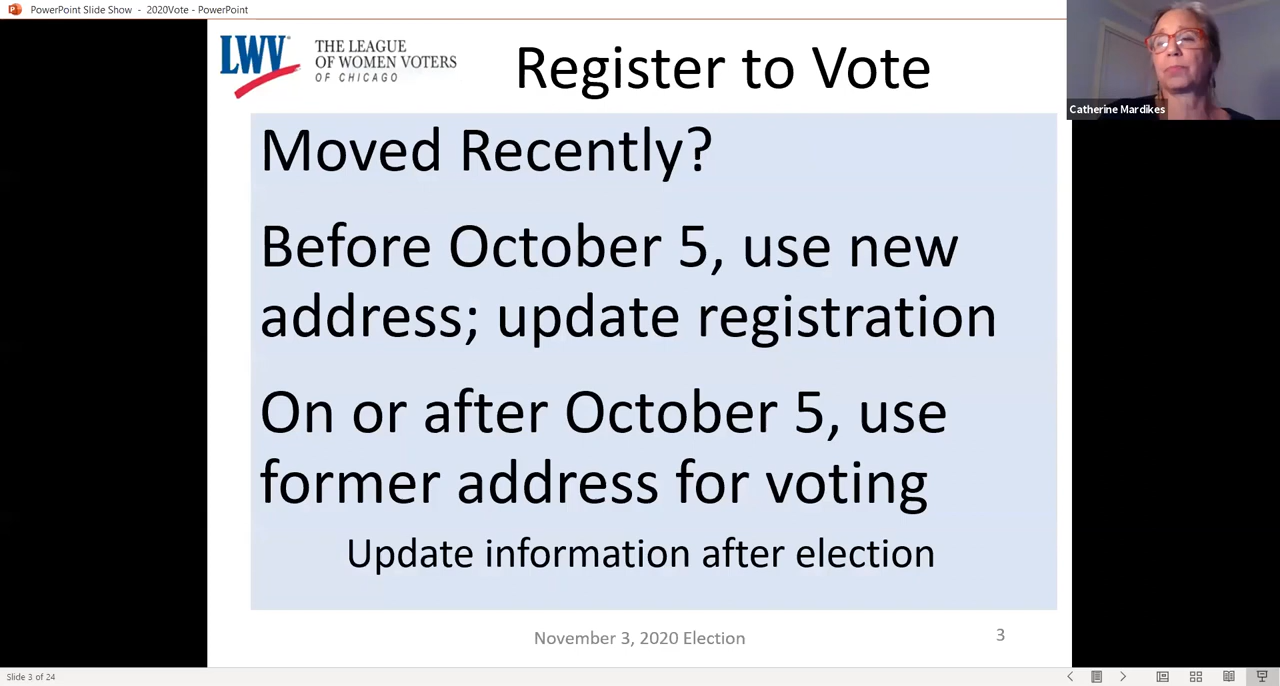 PowerPoint Slide Show - 2020Vote - PowerPoint
LWV
THE LEAGUE
OF WOMEN VOTERS
OF CHICAGO
Register to Vote
Catherine Mardikes
Moved Recently?
Before October 5, use new
address; update registration
On or after October 5, use
former address for voting
Update information after election
November 3, 2020 Election
3
Slide 3 of 24